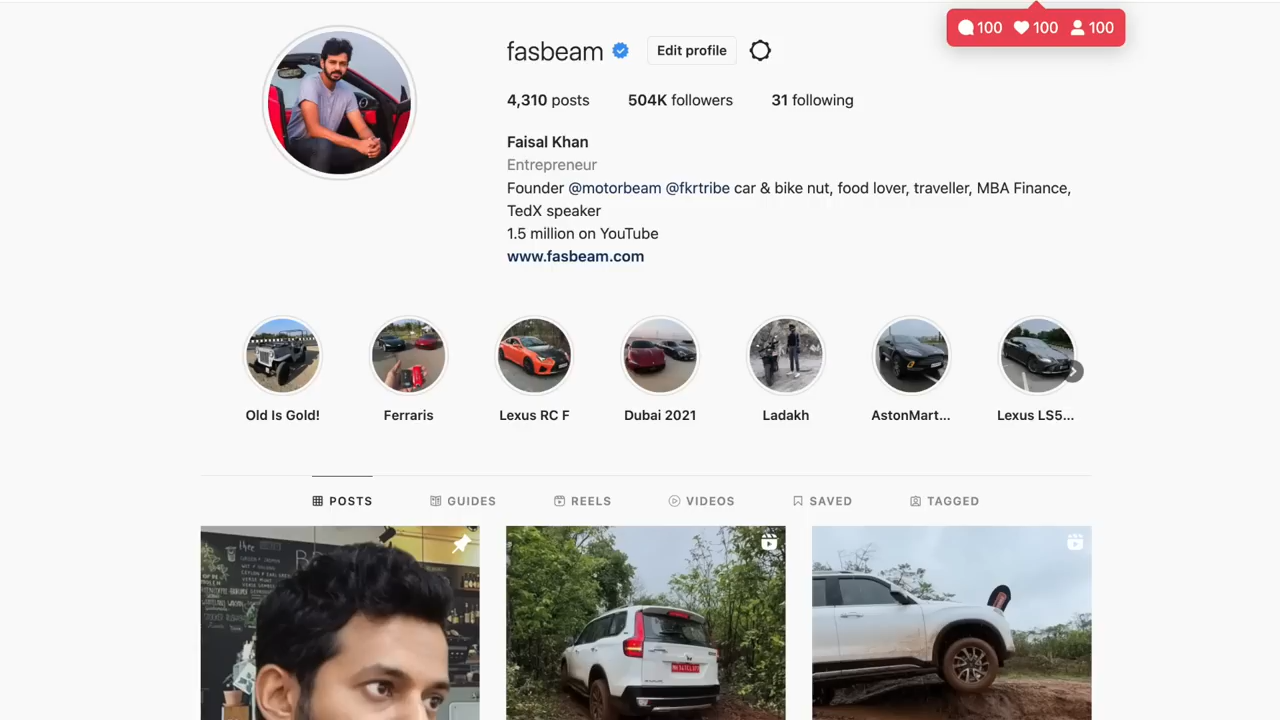 100 100 100
fasbeam Edit profile
4,310 posts 504K followers 31 following
Faisal Khan
Entrepreneur
Founder @motorbeam @fkrtribe car & bike nut, food lover, traveller, MBA Finance,
TedX speaker
1.5 million on YouTube
www.fasbeam.com
Old Is Gold! Ferraris Lexus RC F Dubai 2021 Ladakh AstonMart... Lexus LS5...
POSTS GUIDES REELS VIDEOS SAVED TAGGED